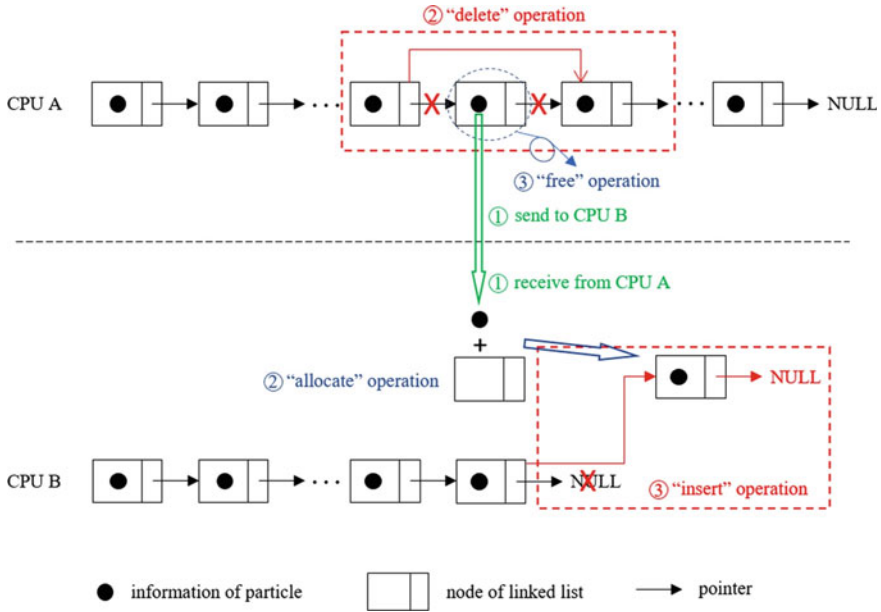 ② “delete” operation
CPU A
NULL
③ “free” operation
① send to CPU B
① receive from CPU A
+
② “allocate” operation
NULL
CPU B
NULL
③ “insert” operation
information of particle
node of linked list
pointer